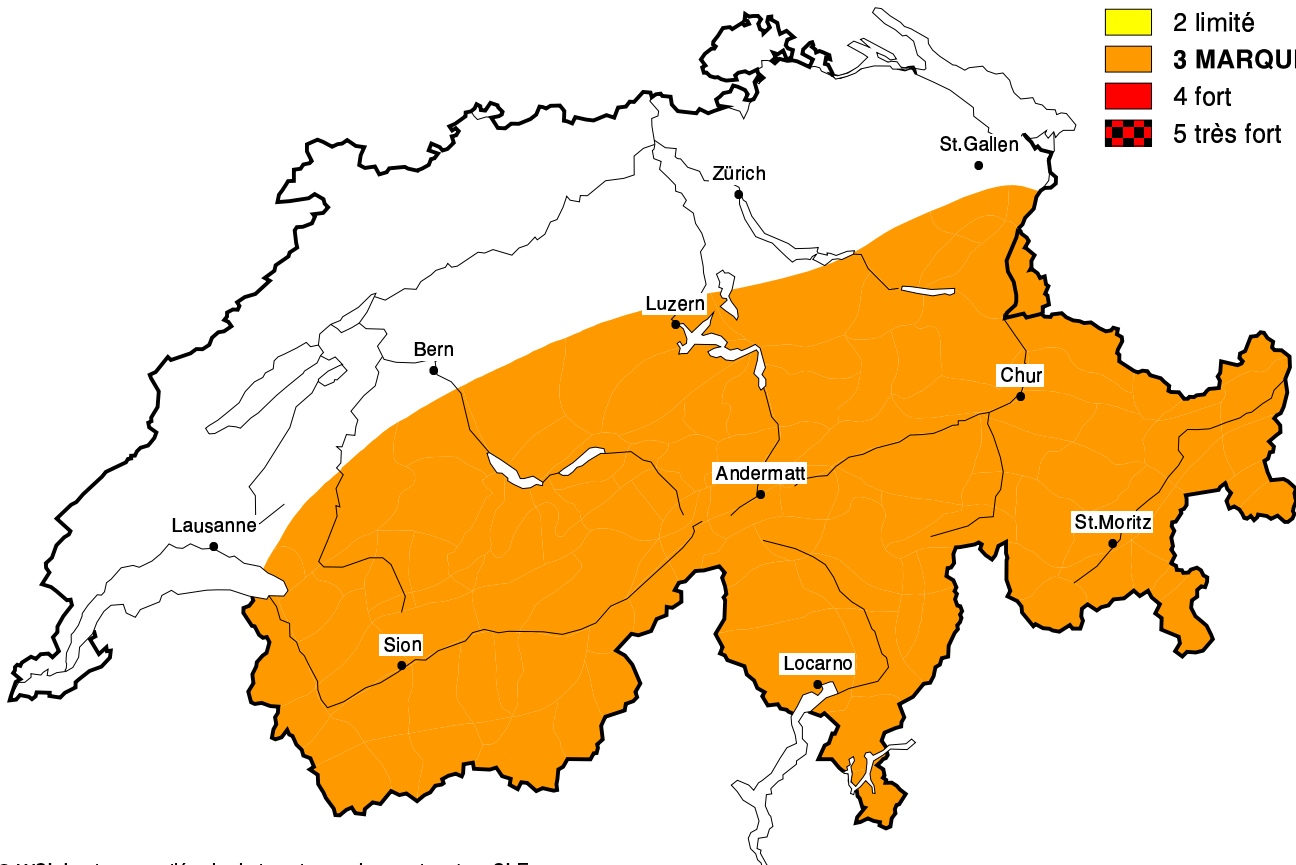 2 limité
3 MARQU
4 fort
5 très fort
St.Gallen
Zürich
Luzern
Bern
Chur
Andermatt
Lausanne
St.Moritz
Sion
Locarno